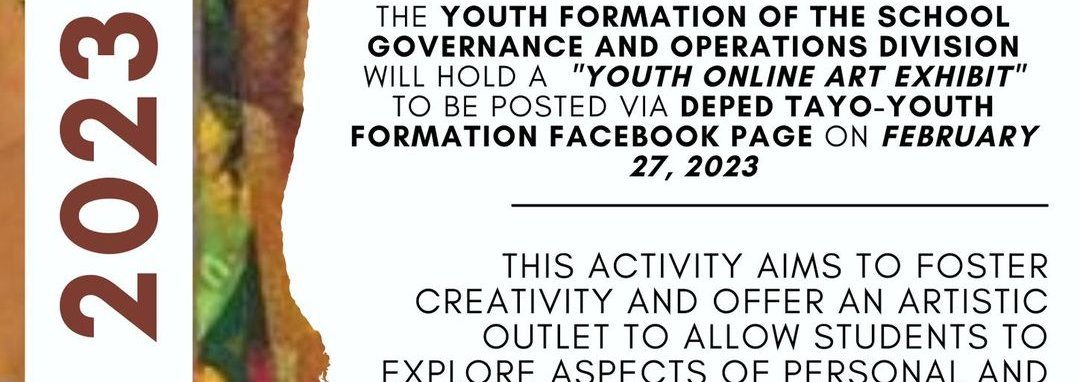 2023
THE YOUTH FORMATION OF THE SCHOOL
GOVERNANCE AND OPERATIONS DIVISION
WILL HOLD A "YOUTH ONLINE ART EXHIBIT"
TO BE POSTED VIA DEPED TAYO-YOUTH
FORMATION FACEBOOK PAGE ON FEBRUARY
27, 2023
THIS ACTIVITY AIMS TO FOSTER
CREATIVITY AND OFFER AN ARTISTIC
OUTLET TO ALLOW STUDENTS TO
EXPLORE ASPECTS OF PERSONAL AND